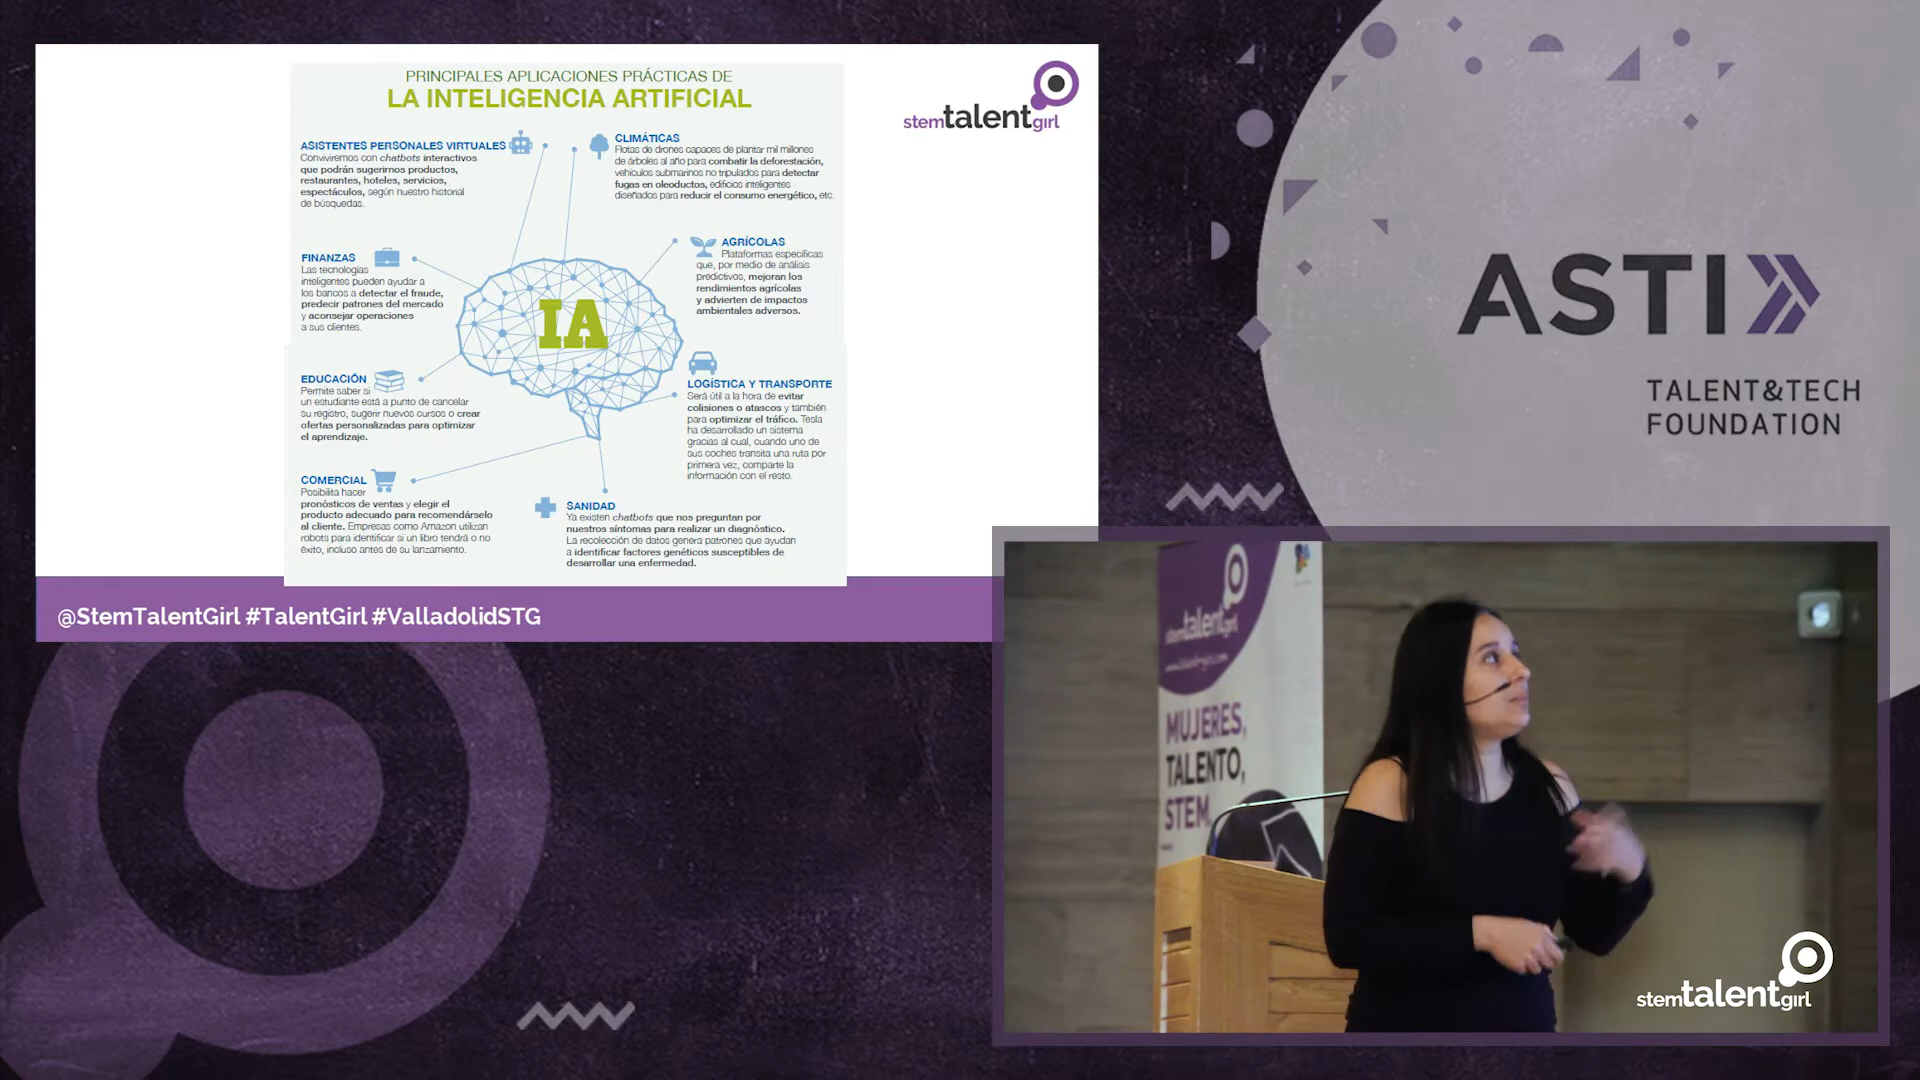 PRINCIPALES APLICACIONES PRÁCTICAS DE
LA INTELIGENCIA ARTIFICIAL
stemtalentgirl
ASISTENTES PERSONALES VIRTUALES
Conviviremos con chatbots interactivos
que podrán sugerirnos productos,
restaurantes, hoteles, servicios,
espectáculos, según nuestro historial
de búsquedas.
CLIMÁTICAS
Flotas de drones capaces de plantar mil millones
de árboles al año para combatir la deforestación,
vehículos submarinos no tripulados para detectar
fugas en oleoductos, edificios inteligentes
diseñados para reducir el consumo energético, etc.
FINANZAS
Las tecnologías
inteligentes pueden ayudar a
los bancos a detectar el fraude,
predecir patrones del mercado
y aconsejar operaciones
a sus clientes.
AGRÍCOLAS
Plataformas específicas
que, por medio de análisis
predictivos, mejoran los
rendimientos agrícolas
y advierten de impactos
ambientales adversos.
IA
EDUCACIÓN
Permite saber si
un estudiante está a punto de cancelar
su registro, sugerir nuevos cursos o crear
ofertas personalizadas para optimizar
el aprendizaje.
LOGÍSTICA Y TRANSPORTE
Será útil a la hora de evitar
colisiones o atascos y también
para optimizar el tráfico. Tesla
ha desarrollado un sistema
gracias al cual, cuando uno de
sus coches transita una ruta por
primera vez, comparte la
información con el resto.
COMERCIAL
Posibilita hacer
pronósticos de ventas y elegir el
producto adecuado para recomendárselo
al cliente. Empresas como Amazon utilizan
robots para identificar si un libro tendrá o no
éxito, incluso antes de su lanzamiento.
SANIDAD
Ya existen chatbots que nos preguntan por
nuestros síntomas para realizar un diagnóstico.
La recolección de datos genera patrones que ayudan
a identificar factores genéticos susceptibles de
desarrollar una enfermedad.
@StemTalentGirl #TalentGirl #ValladolidSTG
ASTI
TALENT&TECH
FOUNDATION
stemtalentgirl
MUJERES,
TALENTO,
STEM.
stemtalentgirl